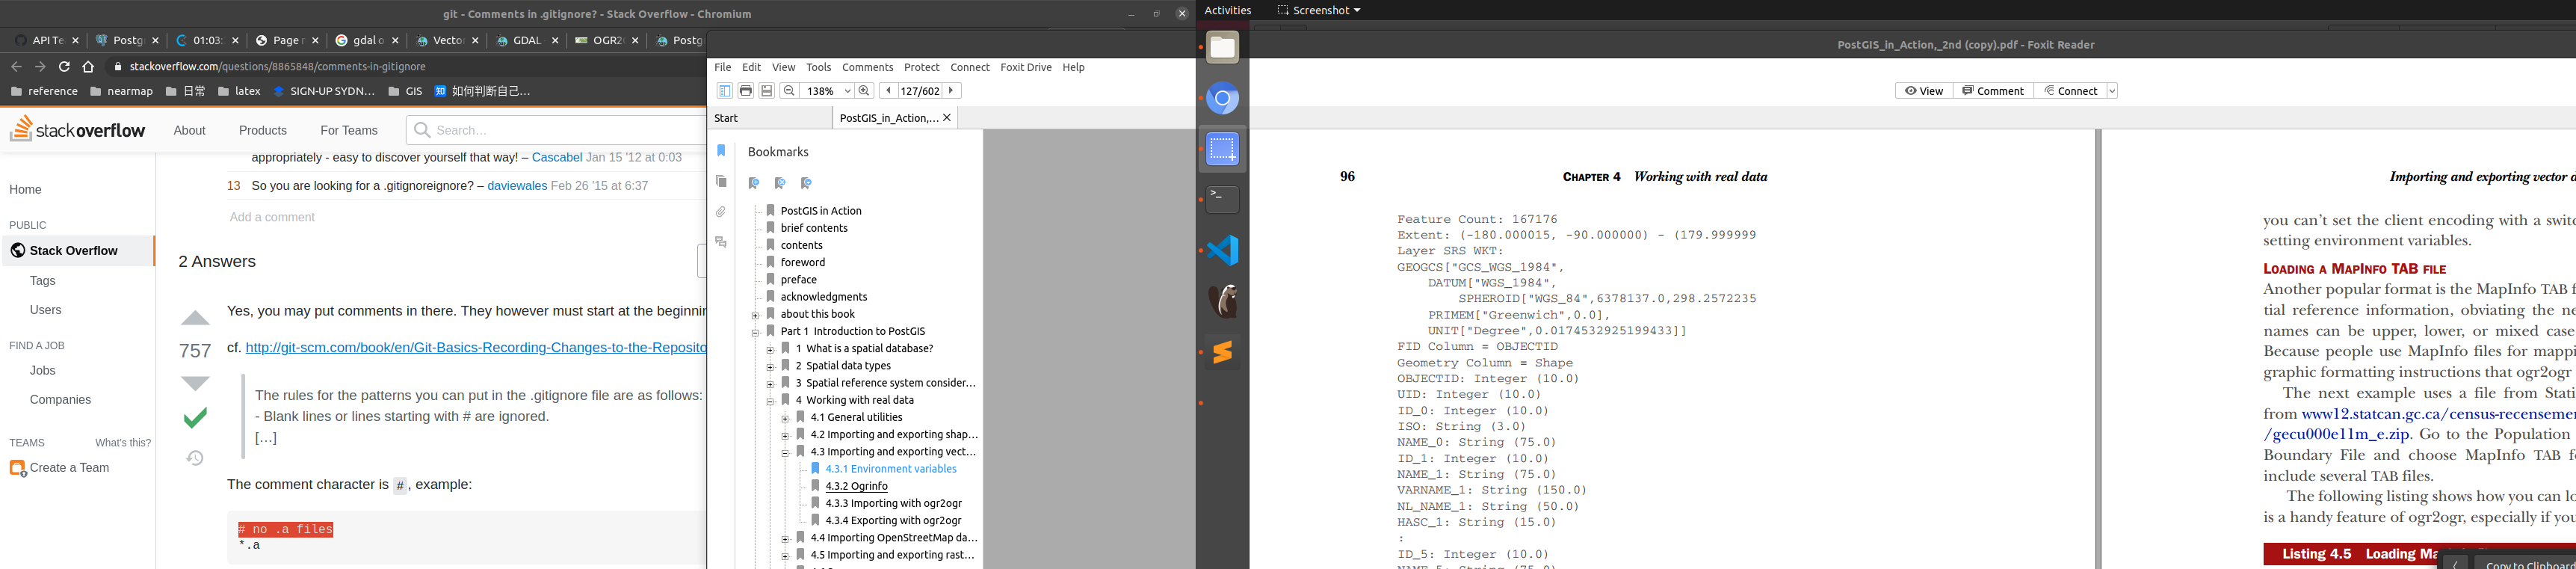 git - Comments in .gitignore? - Stack Overflow - Chromium
API Te
Postg
01:03:
Page r
gdal o
Vecto
GDAL
OGR2
Postg
stackoverflow.com/questions/8865848/comments-in-gitignore
reference
nearmap
日常
latex
SIGN-UP SYDN...
GIS
知 如何判断自己...
stackoverflow
About
Products
For Teams
Search...
Home
PUBLIC
Stack Overflow
Tags
Users
FIND A JOB
Jobs
Companies
TEAMS
What's this?
Create a Team
appropriately - easy to discover yourself that way! – Cascabel Jan 15 '12 at 0:03
13 So you are looking for a .gitignoreignore? – daviewales Feb 26 '15 at 6:37
Add a comment
2 Answers
757
Yes, you may put comments in there. They however must start at the beginnin
cf. http://git-scm.com/book/en/Git-Basics-Recording-Changes-to-the-Reposito
The rules for the patterns you can put in the .gitignore file are as follows:
- Blank lines or lines starting with # are ignored.
[…]
The comment character is #, example:
# no .a files
*.a
File Edit View Tools Comments Protect Connect Foxit Drive Help
138%
127/602
Start
PostGIS_in_Action,...
Bookmarks
PostGIS in Action
brief contents
contents
foreword
preface
acknowledgments
about this book
Part 1 Introduction to PostGIS
1 What is a spatial database?
2 Spatial data types
3 Spatial reference system consider...
4 Working with real data
4.1 General utilities
4.2 Importing and exporting shap...
4.3 Importing and exporting vect...
4.3.1 Environment variables
4.3.2 Ogrinfo
4.3.3 Importing with ogr2ogr
4.3.4 Exporting with ogr2ogr
4.4 Importing OpenStreetMap da...
4.5 Importing and exporting rast...
Activities
Screenshot
PostGIS_in_Action,_2nd (copy).pdf - Foxit Reader
View
Comment
Connect
96
CHAPTER 4 Working with real data
Feature Count: 167176
Extent: (-180.000015, -90.000000) - (179.999999
Layer SRS WKT:
GEOGCS["GCS_WGS_1984",
DATUM["WGS_1984",
SPHEROID["WGS_84",6378137.0,298.2572235
PRIMEM["Greenwich",0.0],
UNIT["Degree",0.0174532925199433]]
FID Column = OBJECTID
Geometry Column = Shape
OBJECTID: Integer (10.0)
UID: Integer (10.0)
ID_0: Integer (10.0)
ISO: String (3.0)
NAME_0: String (75.0)
ID_1: Integer (10.0)
NAME_1: String (75.0)
VARNAME_1: String (150.0)
NL_NAME_1: String (50.0)
HASC_1: String (15.0)
:
ID_5: Integer (10.0)
Importing and exporting vector d
you can't set the client encoding with a switc
setting environment variables.
LOADING A MAPINFO TAB FILE
Another popular format is the MapInfo TAB f
tial reference information, obviating the ne
names can be upper, lower, or mixed case
Because people use MapInfo files for mappi
graphic formatting instructions that ogr2ogr
The next example uses a file from Stati
from www12.statcan.gc.ca/census-recenseme
/gecu000e11m_e.zip. Go to the Population
Boundary File and choose MapInfo TAB f
include several TAB files.
The following listing shows how you can lo
is a handy feature of ogr2ogr, especially if you
Listing 4.5 Loading Ma
Copy to Clipboard